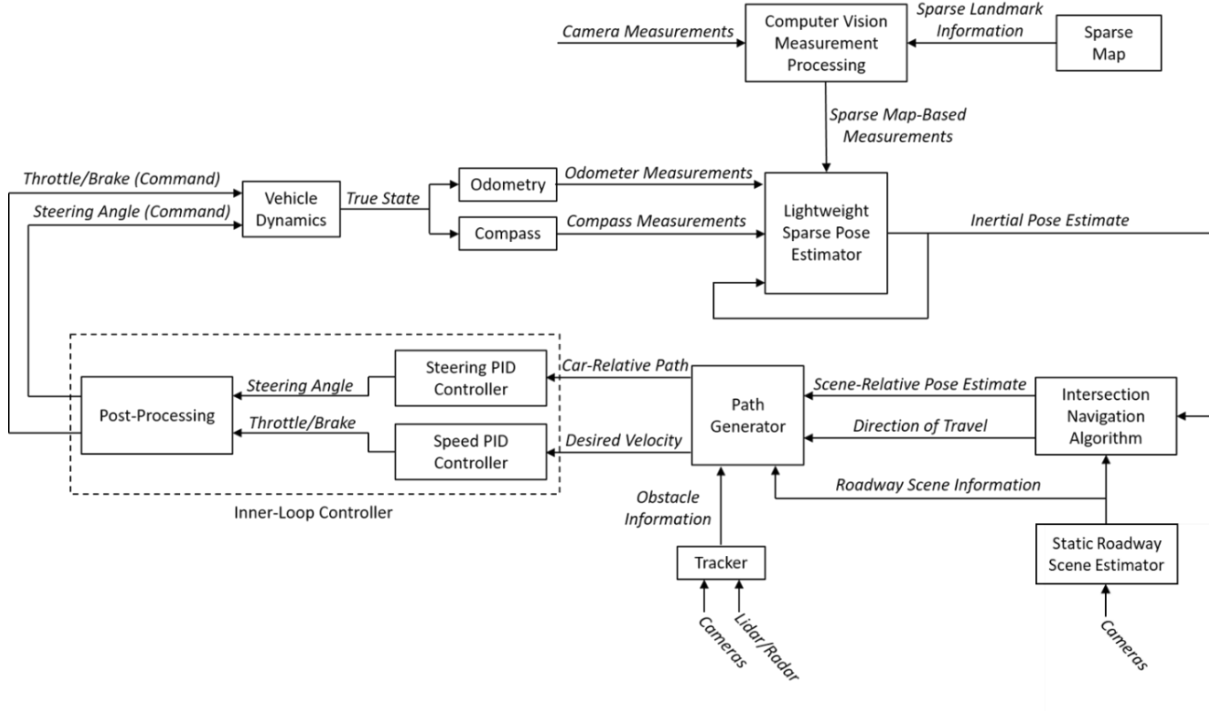 Camera Measurements
Computer Vision
Measurement
Processing
Sparse Landmark
Information
Sparse
Map
Sparse Map-Based
Measurements
Throttle/Brake (Command)
Steering Angle (Command)
Vehicle
Dynamics
True State
Odometry
Compass
Odometer Measurements
Compass Measurements
Lightweight
Sparse Pose
Estimator
Inertial Pose Estimate
Post-Processing
Steering Angle
Throttle/Brake
Steering PID
Controller
Speed PID
Controller
Inner-Loop Controller
Car-Relative Path
Desired Velocity
Path
Generator
Scene-Relative Pose Estimate
Direction of Travel
Intersection
Navigation
Algorithm
Roadway Scene Information
Obstacle
Information
Tracker
Cameras
Lidar/Radar
Static Roadway
Scene Estimator
Cameras